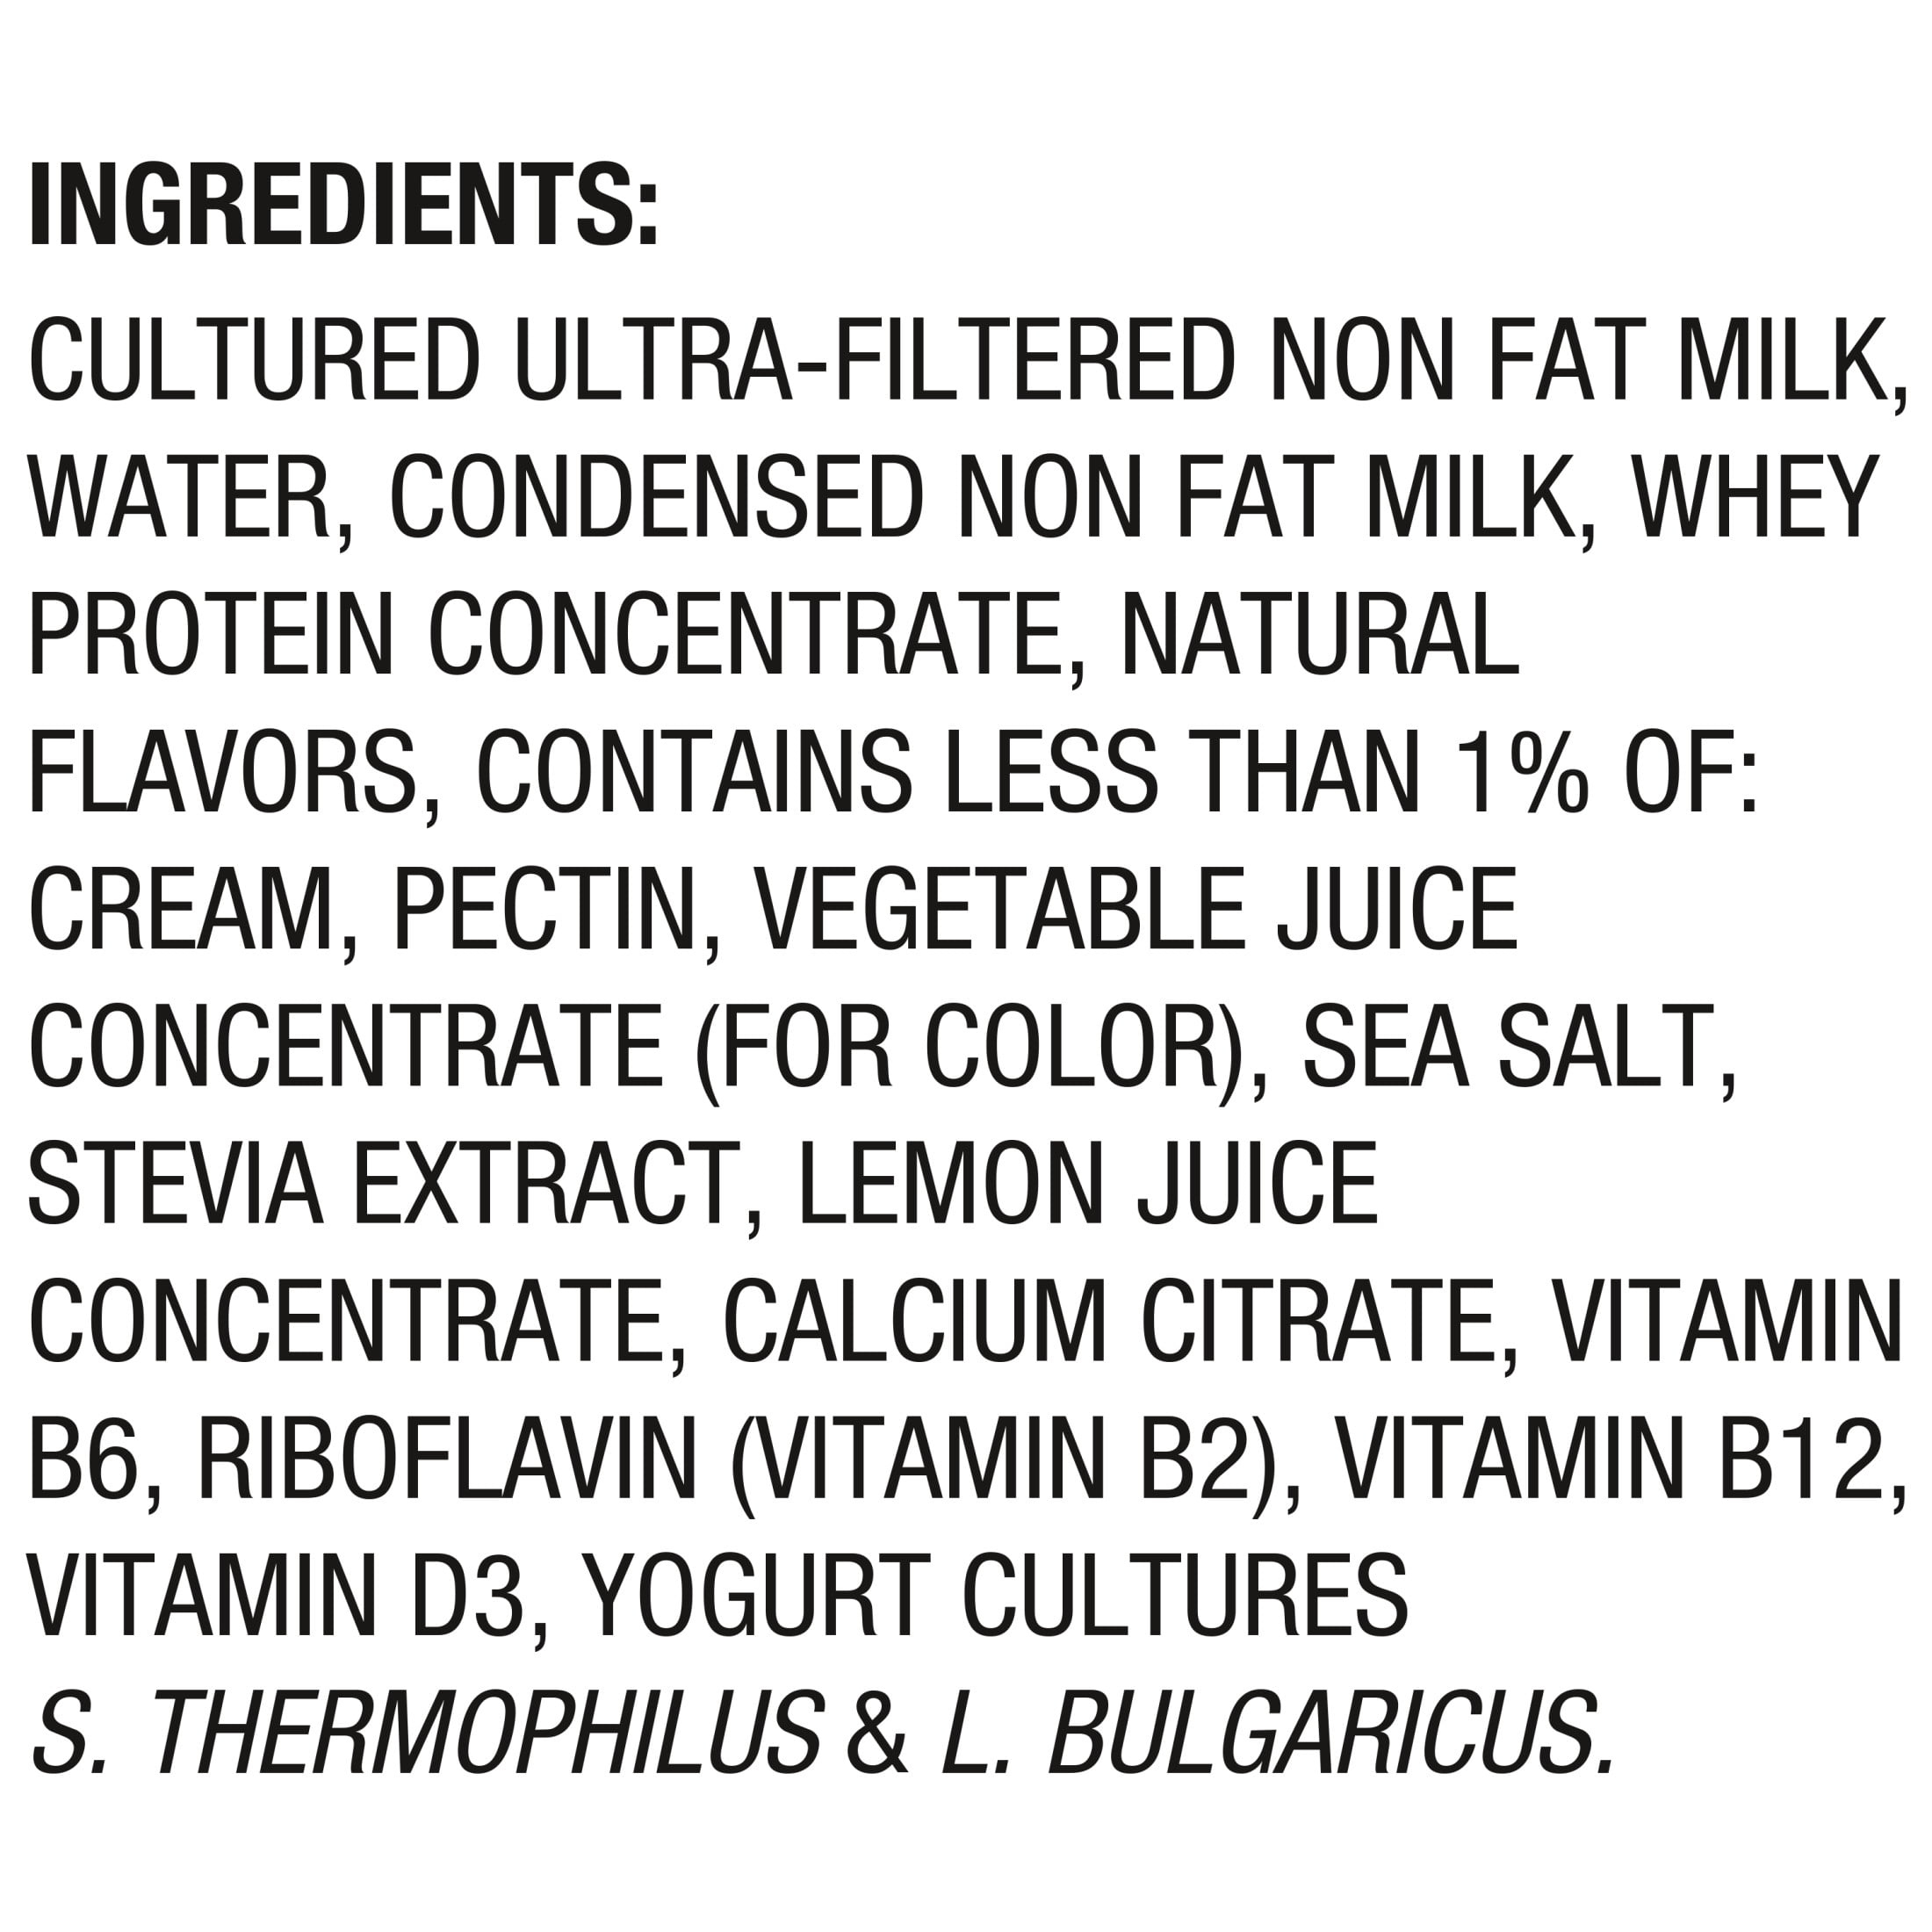 INGREDIENTS:
CULTURED ULTRA-FILTERED NON FAT MILK,
WATER, CONDENSED NON FAT MILK, WHEY
PROTEIN CONCENTRATE, NATURAL
FLAVORS, CONTAINS LESS THAN 1% OF:
CREAM, PECTIN, VEGETABLE JUICE
CONCENTRATE (FOR COLOR), SEA SALT,
STEVIA EXTRACT, LEMON JUICE
CONCENTRATE, CALCIUM CITRATE, VITAMIN
B6, RIBOFLAVIN (VITAMIN B2), VITAMIN B12,
VITAMIN D3, YOGURT CULTURES
S. THERMOPHILUS & L. BULGARICUS.